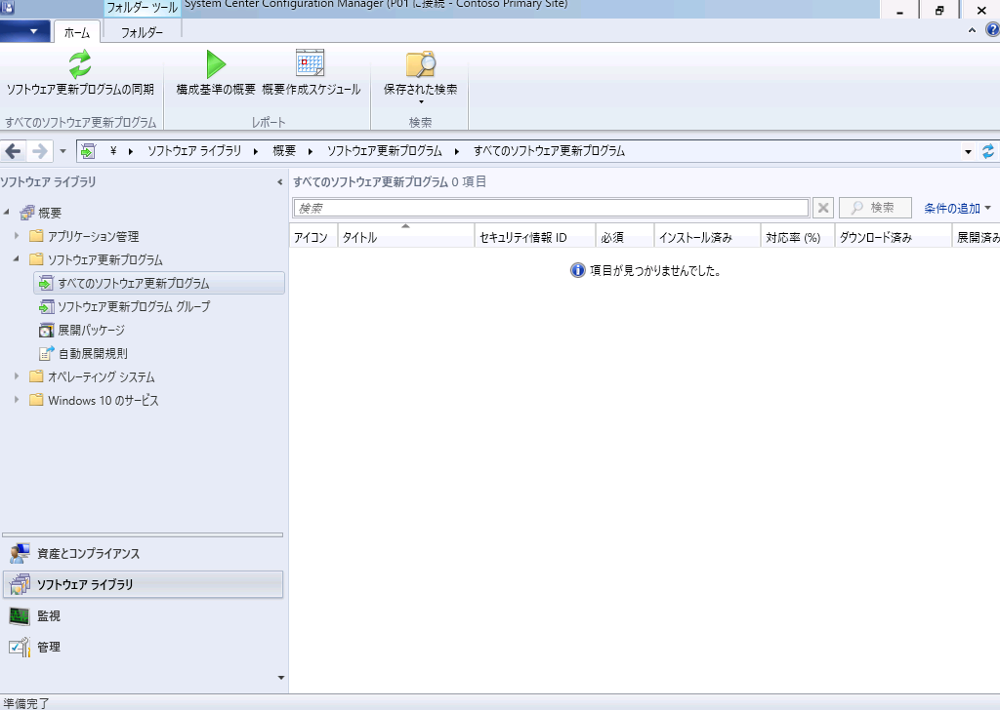 フォルダー ツール
System Center Configuration Manager (P01 に接続 - Contoso Primary Site)
ホーム
フォルダー
ソフトウェア更新プログラムの同期
構成基準の概要
概要作成スケジュール
保存された検索
すべてのソフトウェア更新プログラム
レポート
検索
¥ ソフトウェア ライブラリ 概要 ソフトウェア更新プログラム すべてのソフトウェア更新プログラム
ソフトウェア ライブラリ
すべてのソフトウェア更新プログラム 0 項目
検索
検索
条件の追加
アイコン タイトル セキュリティ情報 ID 必須 インストール済み 対応率 (%) ダウンロード済み 展開済み
項目が見つかりませんでした。
概要
アプリケーション管理
ソフトウェア更新プログラム
すべてのソフトウェア更新プログラム
ソフトウェア更新プログラム グループ
展開パッケージ
自動展開規則
オペレーティング システム
Windows 10 のサービス
資産とコンプライアンス
ソフトウェア ライブラリ
監視
管理
準備完了